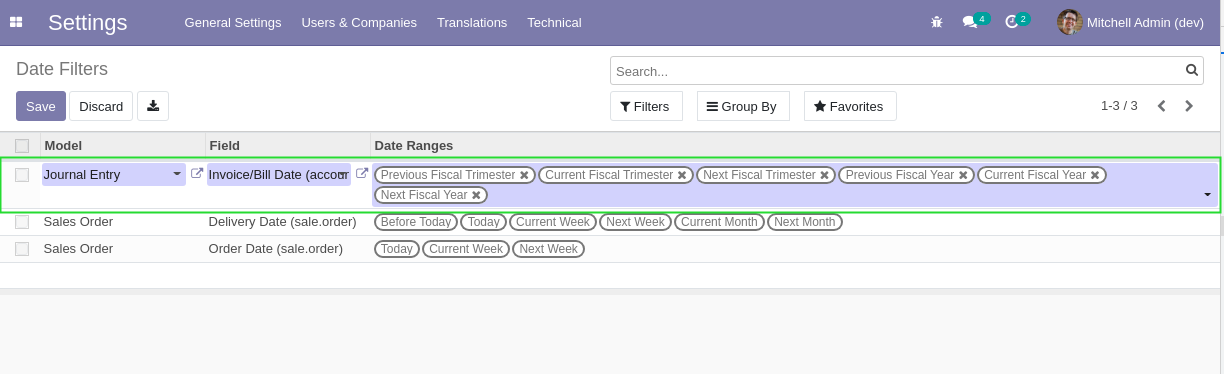 Settings General Settings Users & Companies Translations Technical 4 2 Mitchell Admin (dev)
Date Filters
Search...
Save Discard Filters Group By Favorites 1-3 / 3
Model Field Date Ranges
Journal Entry Invoice/Bill Date (accou Previous Fiscal Trimester Current Fiscal Trimester Next Fiscal Trimester Previous Fiscal Year Current Fiscal Year
Next Fiscal Year
Sales Order Delivery Date (sale.order) Before Today Today Current Week Next Week Current Month Next Month
Sales Order Order Date (sale.order) Today Current Week Next Week